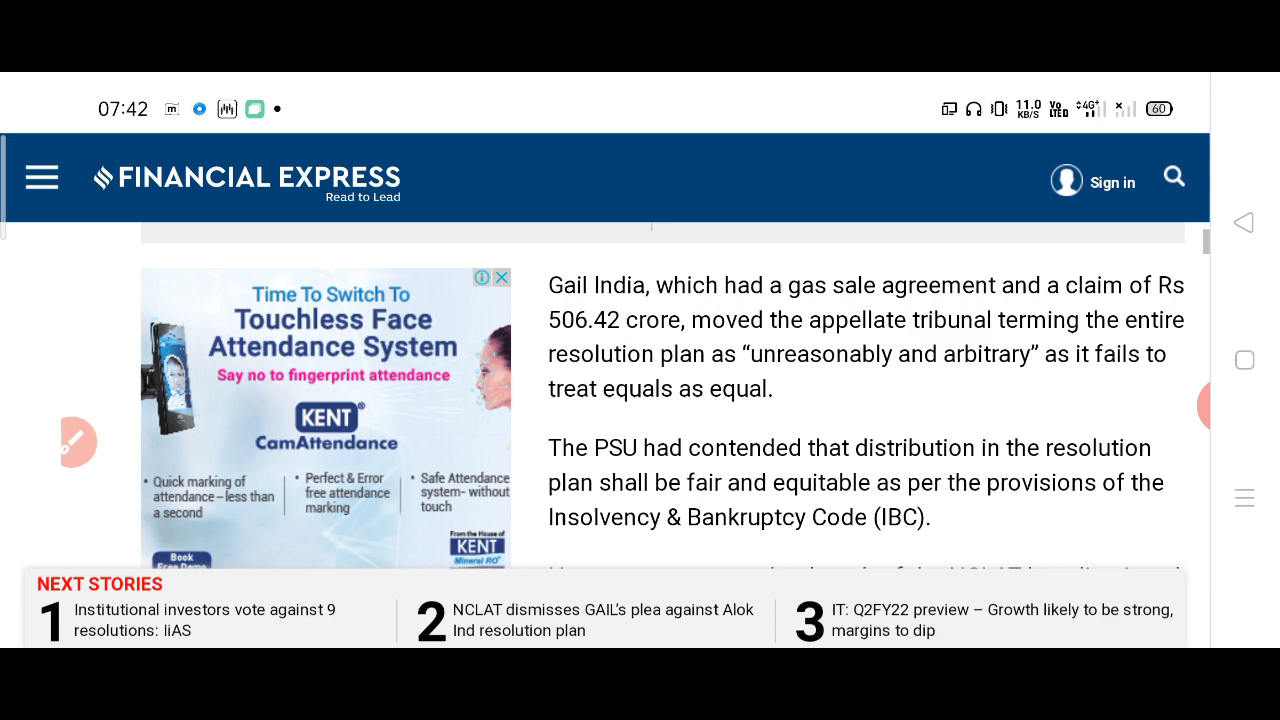 07:42
11.0
KB/S
Vo
LTE
4G+
60
FINANCIAL EXPRESS
Read to Lead
Sign in
Time To Switch To
Touchless Face
Attendance System
Say no to fingerprint attendance
KENT®
CamAttendance
• Quick marking of
attendance – less than
a second
• Perfect & Error
free attendance
marking
• Safe Attendance
system- without
touch
From the House of
KENT
Mineral RO
Book
Free Demo
Gail India, which had a gas sale agreement and a claim of Rs
506.42 crore, moved the appellate tribunal terming the entire
resolution plan as “unreasonably and arbitrary” as it fails to
treat equals as equal.
The PSU had contended that distribution in the resolution
plan shall be fair and equitable as per the provisions of the
Insolvency & Bankruptcy Code (IBC).
NEXT STORIES
1 Institutional investors vote against 9
resolutions: IiAS
2 NCLAT dismisses GAIL’s plea against Alok
Ind resolution plan
3 IT: Q2FY22 preview – Growth likely to be strong,
margins to dip